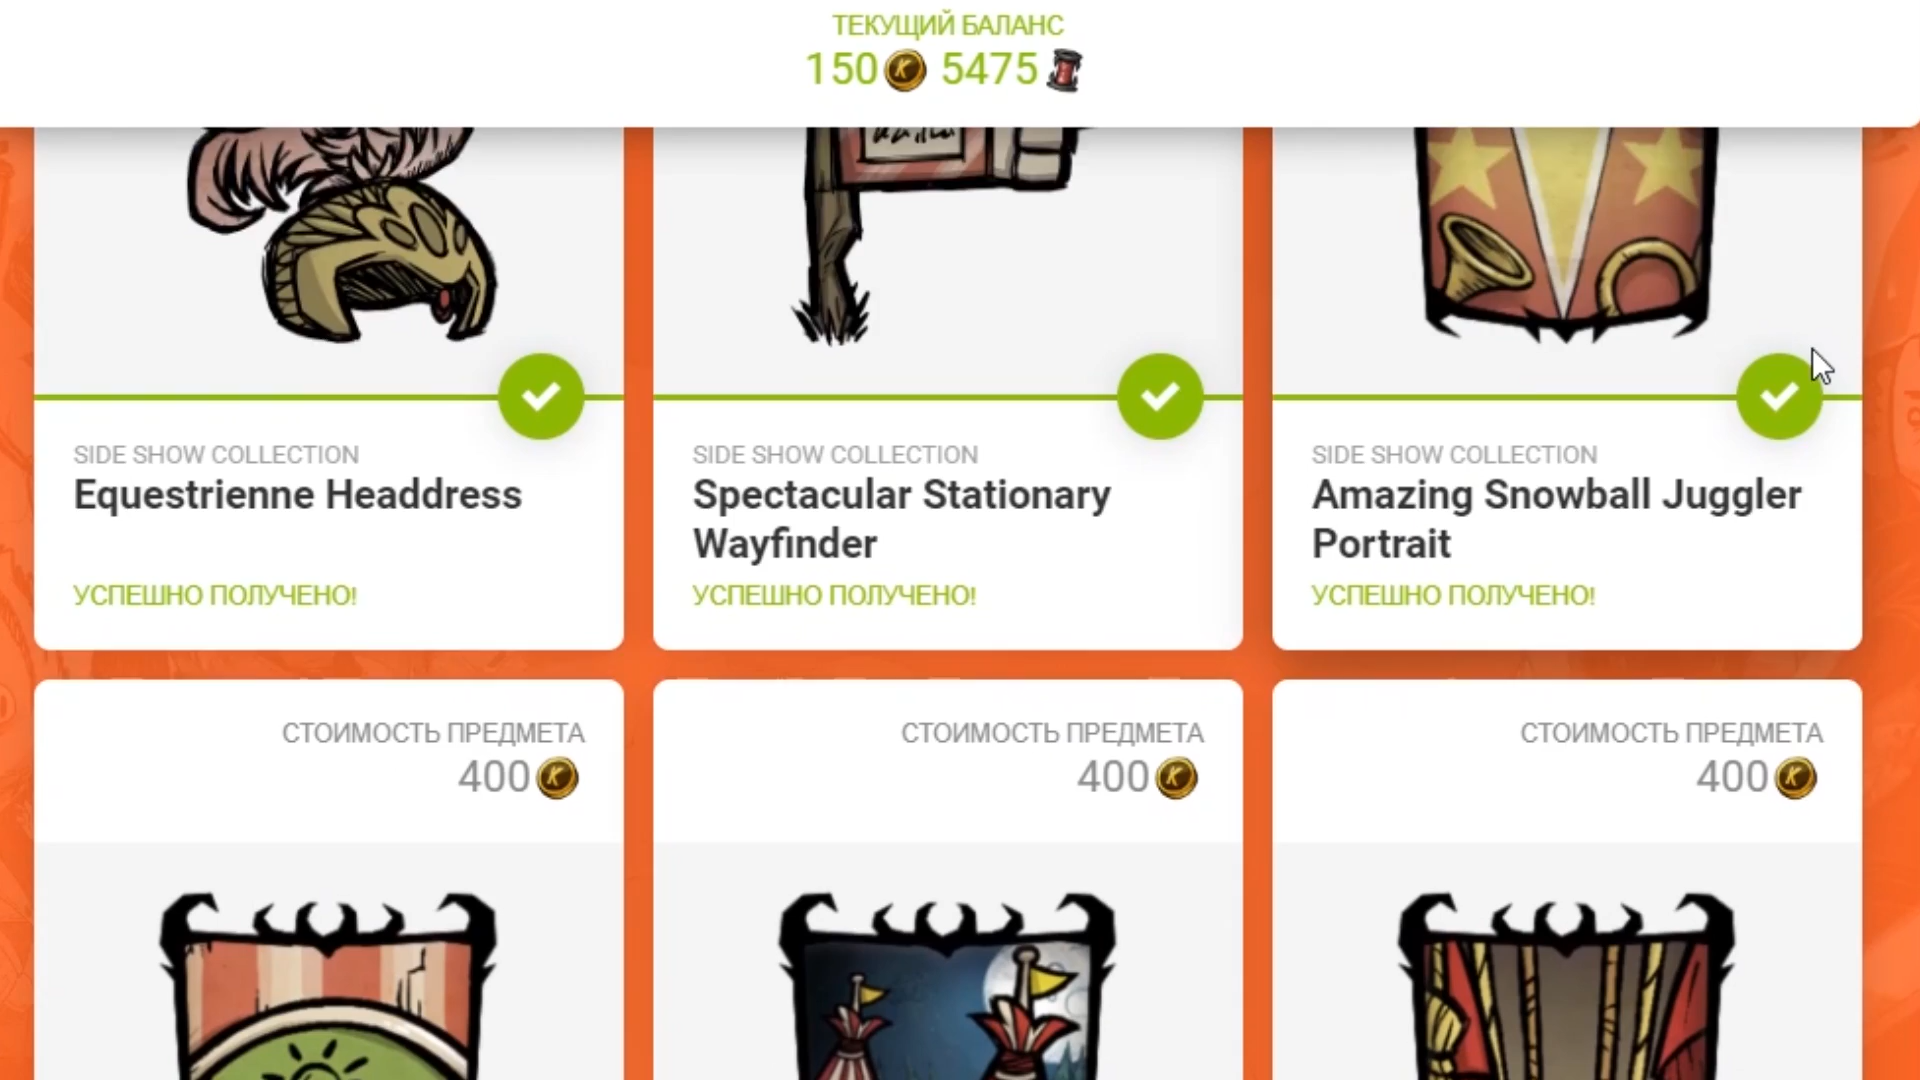 ТЕКУЩИЙ БАЛАНС
150 5475
SIDE SHOW COLLECTION
Equestrienne Headdress
УСПЕШНО ПОЛУЧЕНО!
SIDE SHOW COLLECTION
Spectacular Stationary
Wayfinder
УСПЕШНО ПОЛУЧЕНО!
SIDE SHOW COLLECTION
Amazing Snowball Juggler
Portrait
УСПЕШНО ПОЛУЧЕНО!
СТОИМОСТЬ ПРЕДМЕТА
400
СТОИМОСТЬ ПРЕДМЕТА
400
СТОИМОСТЬ ПРЕДМЕТА
400